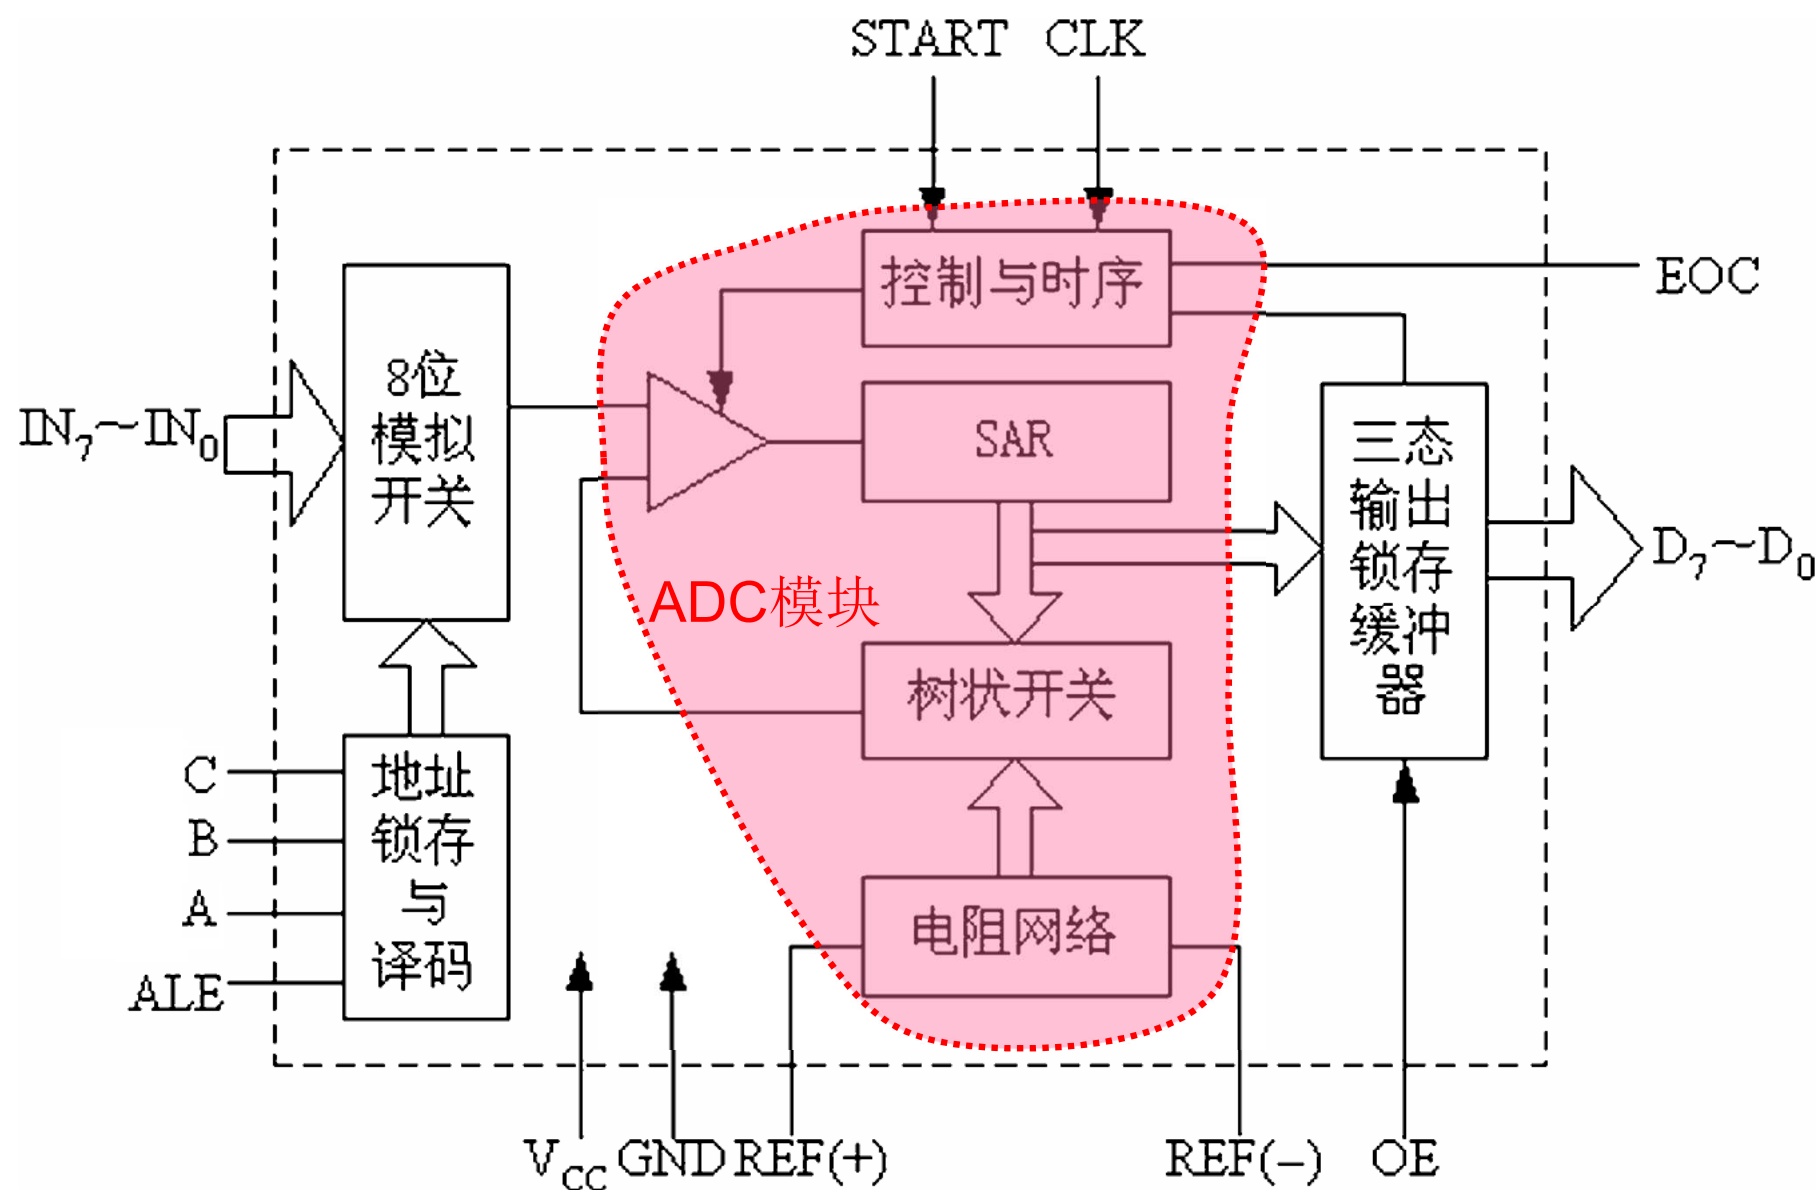 START CLK
控制与时序
EOC
8位
模拟
开关
IN7～IN0
SAR
三态
输出
锁存
缓冲
器
D7～D0
ADC模块
树状开关
C
B
A
ALE
地址
锁存
与
译码
电阻网络
VCC GND REF(+) REF(−) OE